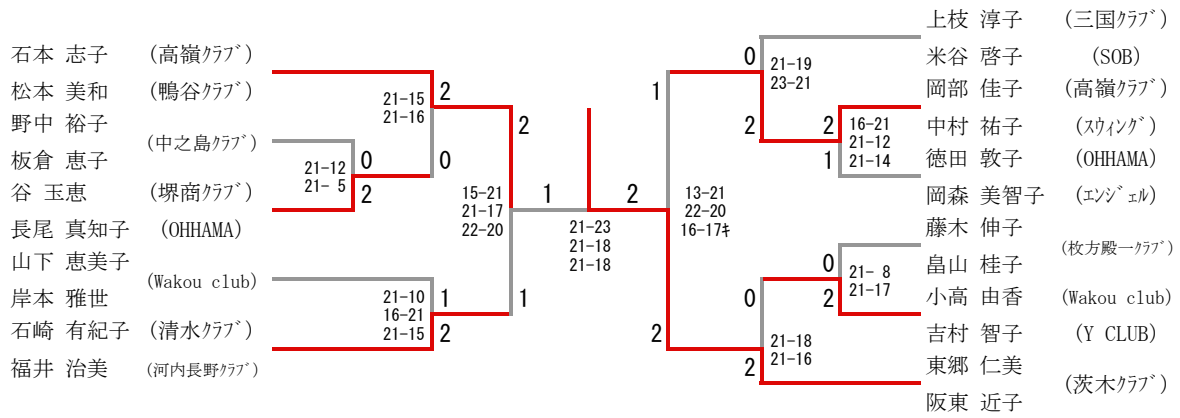 石本 志子 (高嶺ｸﾗﾌﾞ)
松本 美和 (鴨谷ｸﾗﾌﾞ)
野中 裕子
(中之島ｸﾗﾌﾞ)
板倉 恵子
谷 玉恵 (堺商ｸﾗﾌﾞ)
長尾 真知子 (OHHAMA)
山下 恵美子
(Wakou club)
岸本 雅世
石崎 有紀子 (清水ｸﾗﾌﾞ)
福井 治美 (河内長野ｸﾗﾌﾞ)
21-15
21-16
2
0
21-12
21- 5
0
2
21-10
16-21
21-15
1
2
15-21
21-17
22-20
2
1
1
21-23
21-18
21-18
2
13-21
22-20
16-17ｷ
1
2
0
21-19
23-21
2
2
16-21
21-12
21-14
1
0
21- 8
21-17
2
0
21-18
21-16
2
上枝 淳子 (三国ｸﾗﾌﾞ)
米谷 啓子 (SOB)
岡部 佳子 (高嶺ｸﾗﾌﾞ)
中村 祐子 (ｽｳｨﾝｸﾞ)
徳田 敦子 (OHHAMA)
岡森 美智子 (ｴﾝｼﾞｪﾙ)
藤木 伸子
(枚方殿一ｸﾗﾌﾞ)
畠山 桂子
小高 由香 (Wakou club)
吉村 智子 (Y CLUB)
東郷 仁美
(茨木ｸﾗﾌﾞ)
阪東 近子